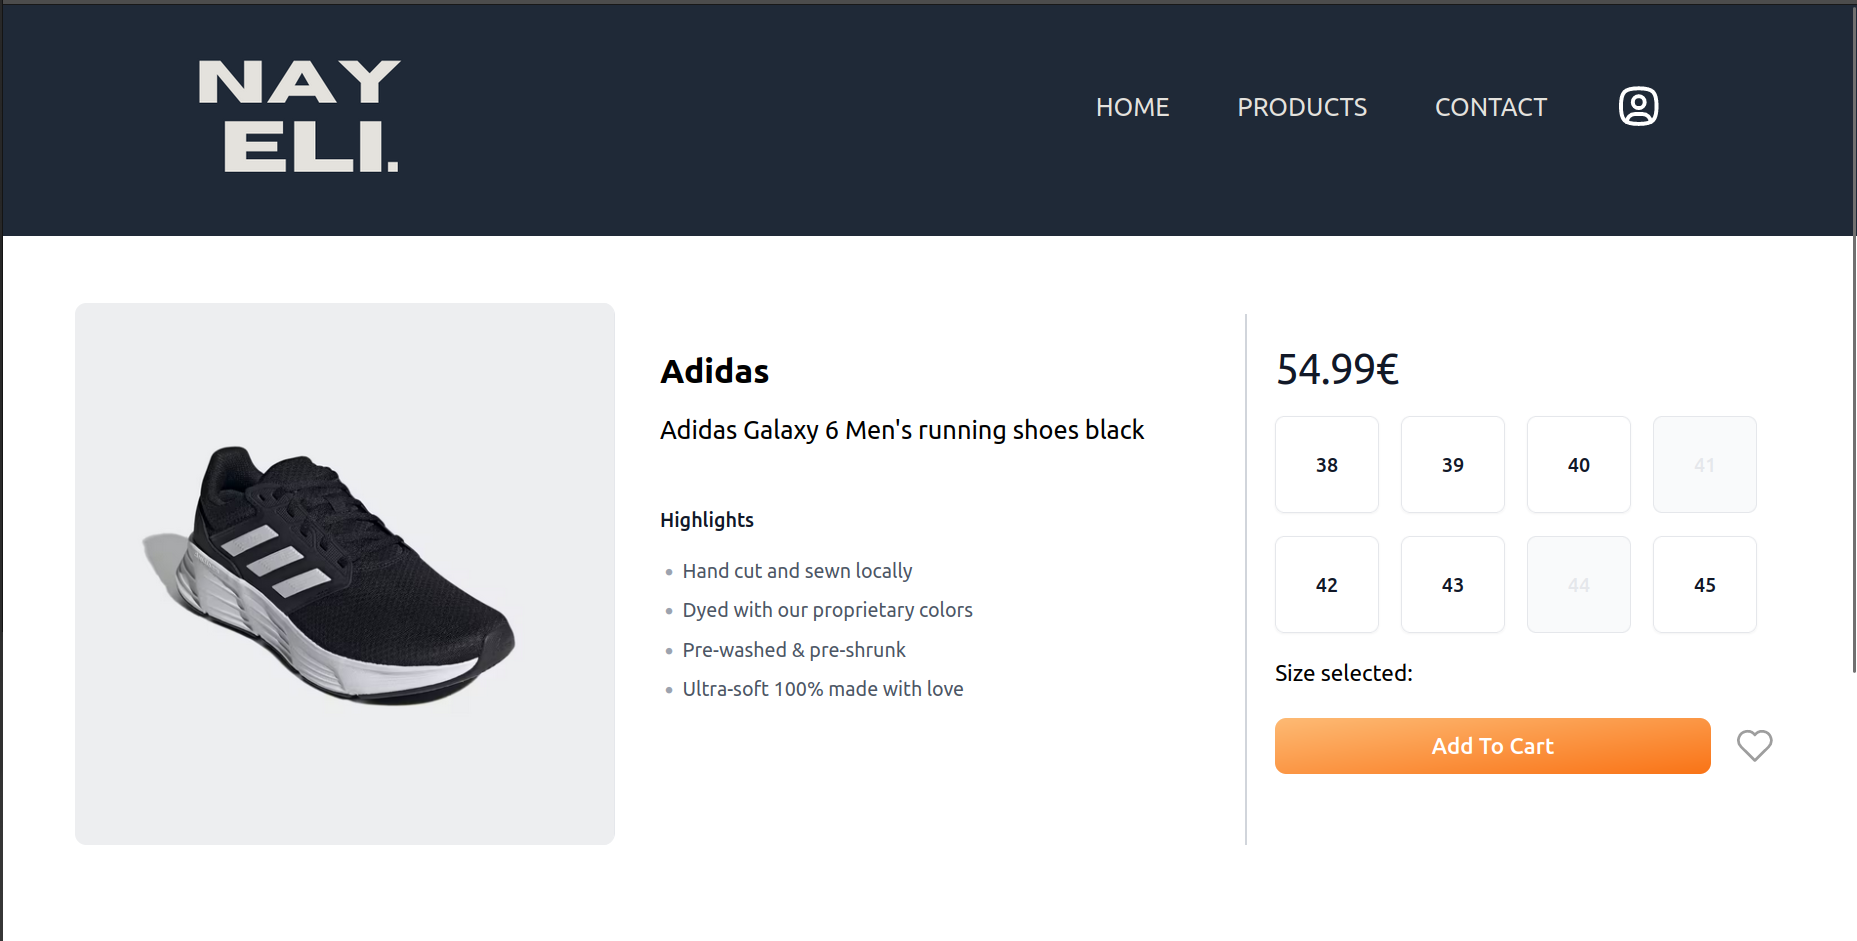 NAY
ELI.
HOME PRODUCTS CONTACT
Adidas
Adidas Galaxy 6 Men's running shoes black
Highlights
Hand cut and sewn locally
Dyed with our proprietary colors
Pre-washed & pre-shrunk
Ultra-soft 100% made with love
54.99€
38 39 40 41
42 43 44 45
Size selected:
Add To Cart